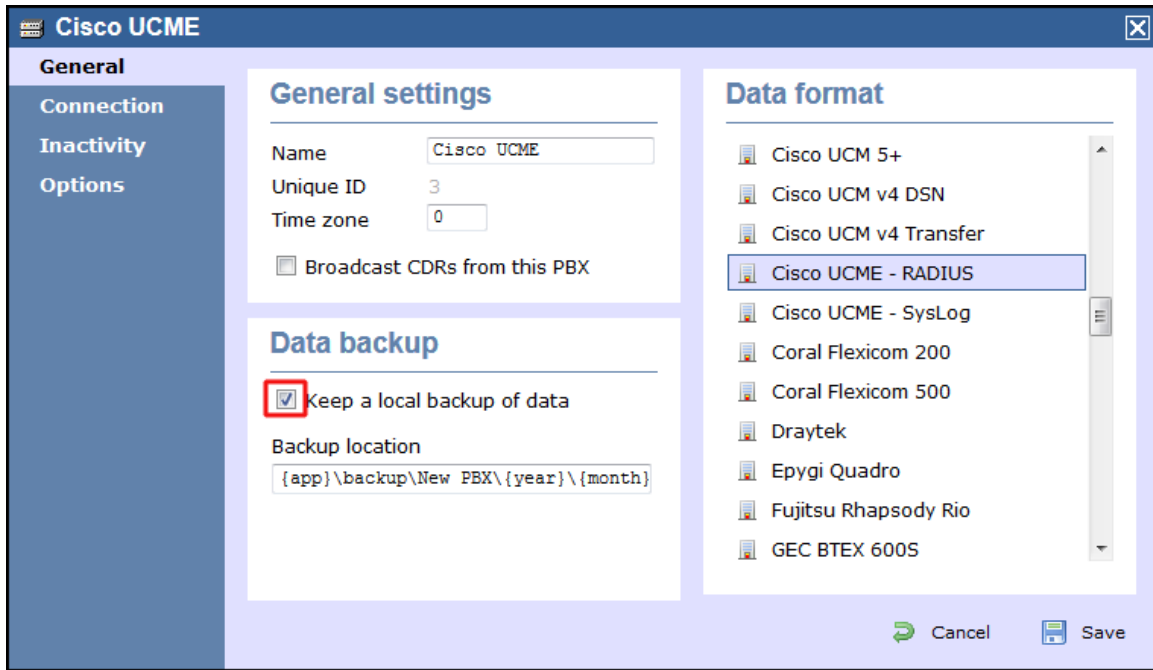 Cisco UCME
General
Connection
Inactivity
Options
General settings
Name Cisco UCME
Unique ID 3
Time zone 0
Broadcast CDRs from this PBX
Data backup
Keep a local backup of data
Backup location
{app}\backup\New PBX\{year}\{month}
Data format
Cisco UCM 5+
Cisco UCM v4 DSN
Cisco UCM v4 Transfer
Cisco UCME - RADIUS
Cisco UCME - SysLog
Coral Flexicom 200
Coral Flexicom 500
Draytek
Epygi Quadro
Fujitsu Rhapsody Rio
GEC BTEX 600S
Cancel Save